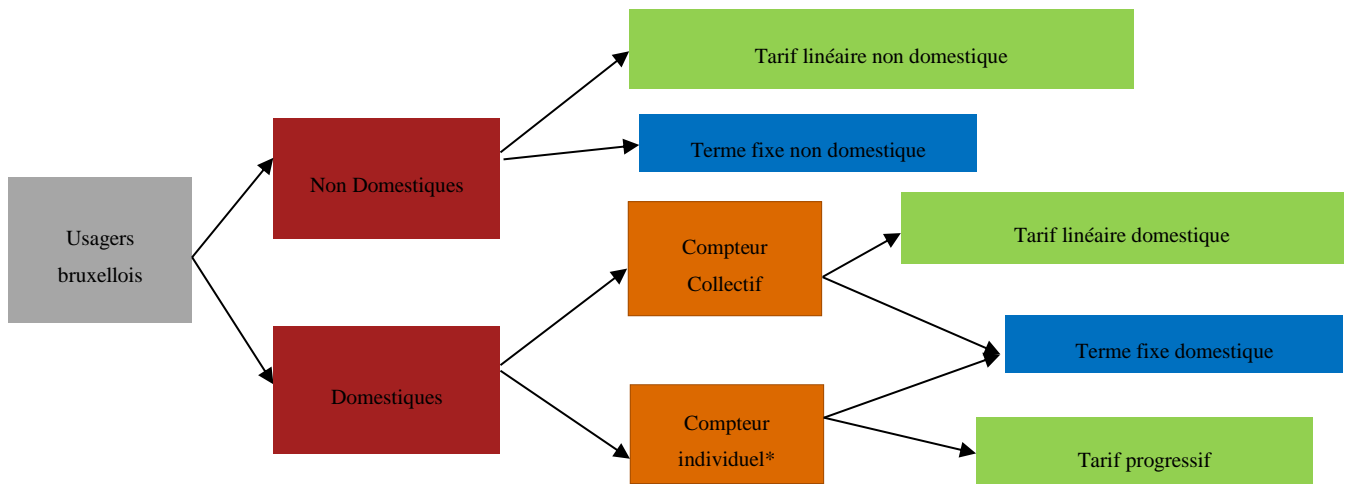 Tarif linéaire non domestique
Terme fixe non domestique
Non Domestiques
Usagers
bruxellois
Compteur
Collectif
Tarif linéaire domestique
Terme fixe domestique
Domestiques
Compteur
individuel*
Tarif progressif